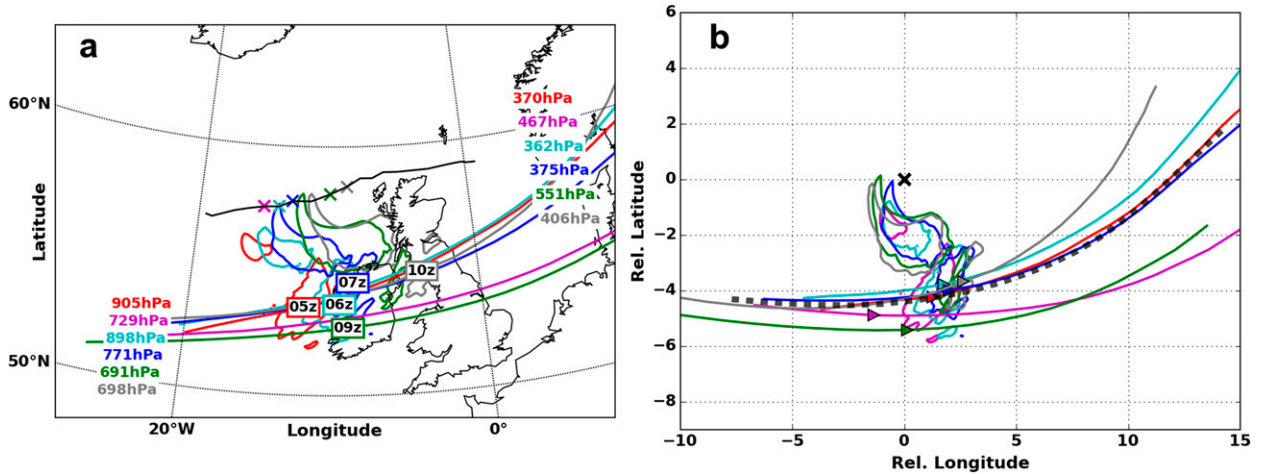 a
60°N
50°N
Latitude
370hPa
467hPa
362hPa
375hPa
551hPa
406hPa
07z
10z
05z
06z
09z
905hPa
729hPa
898hPa
771hPa
691hPa
698hPa
20°W
Longitude
0°
b
6
4
2
0
−2
−4
−6
−8
Rel. Latitude
−10
−5
0
5
10
15
Rel. Longitude